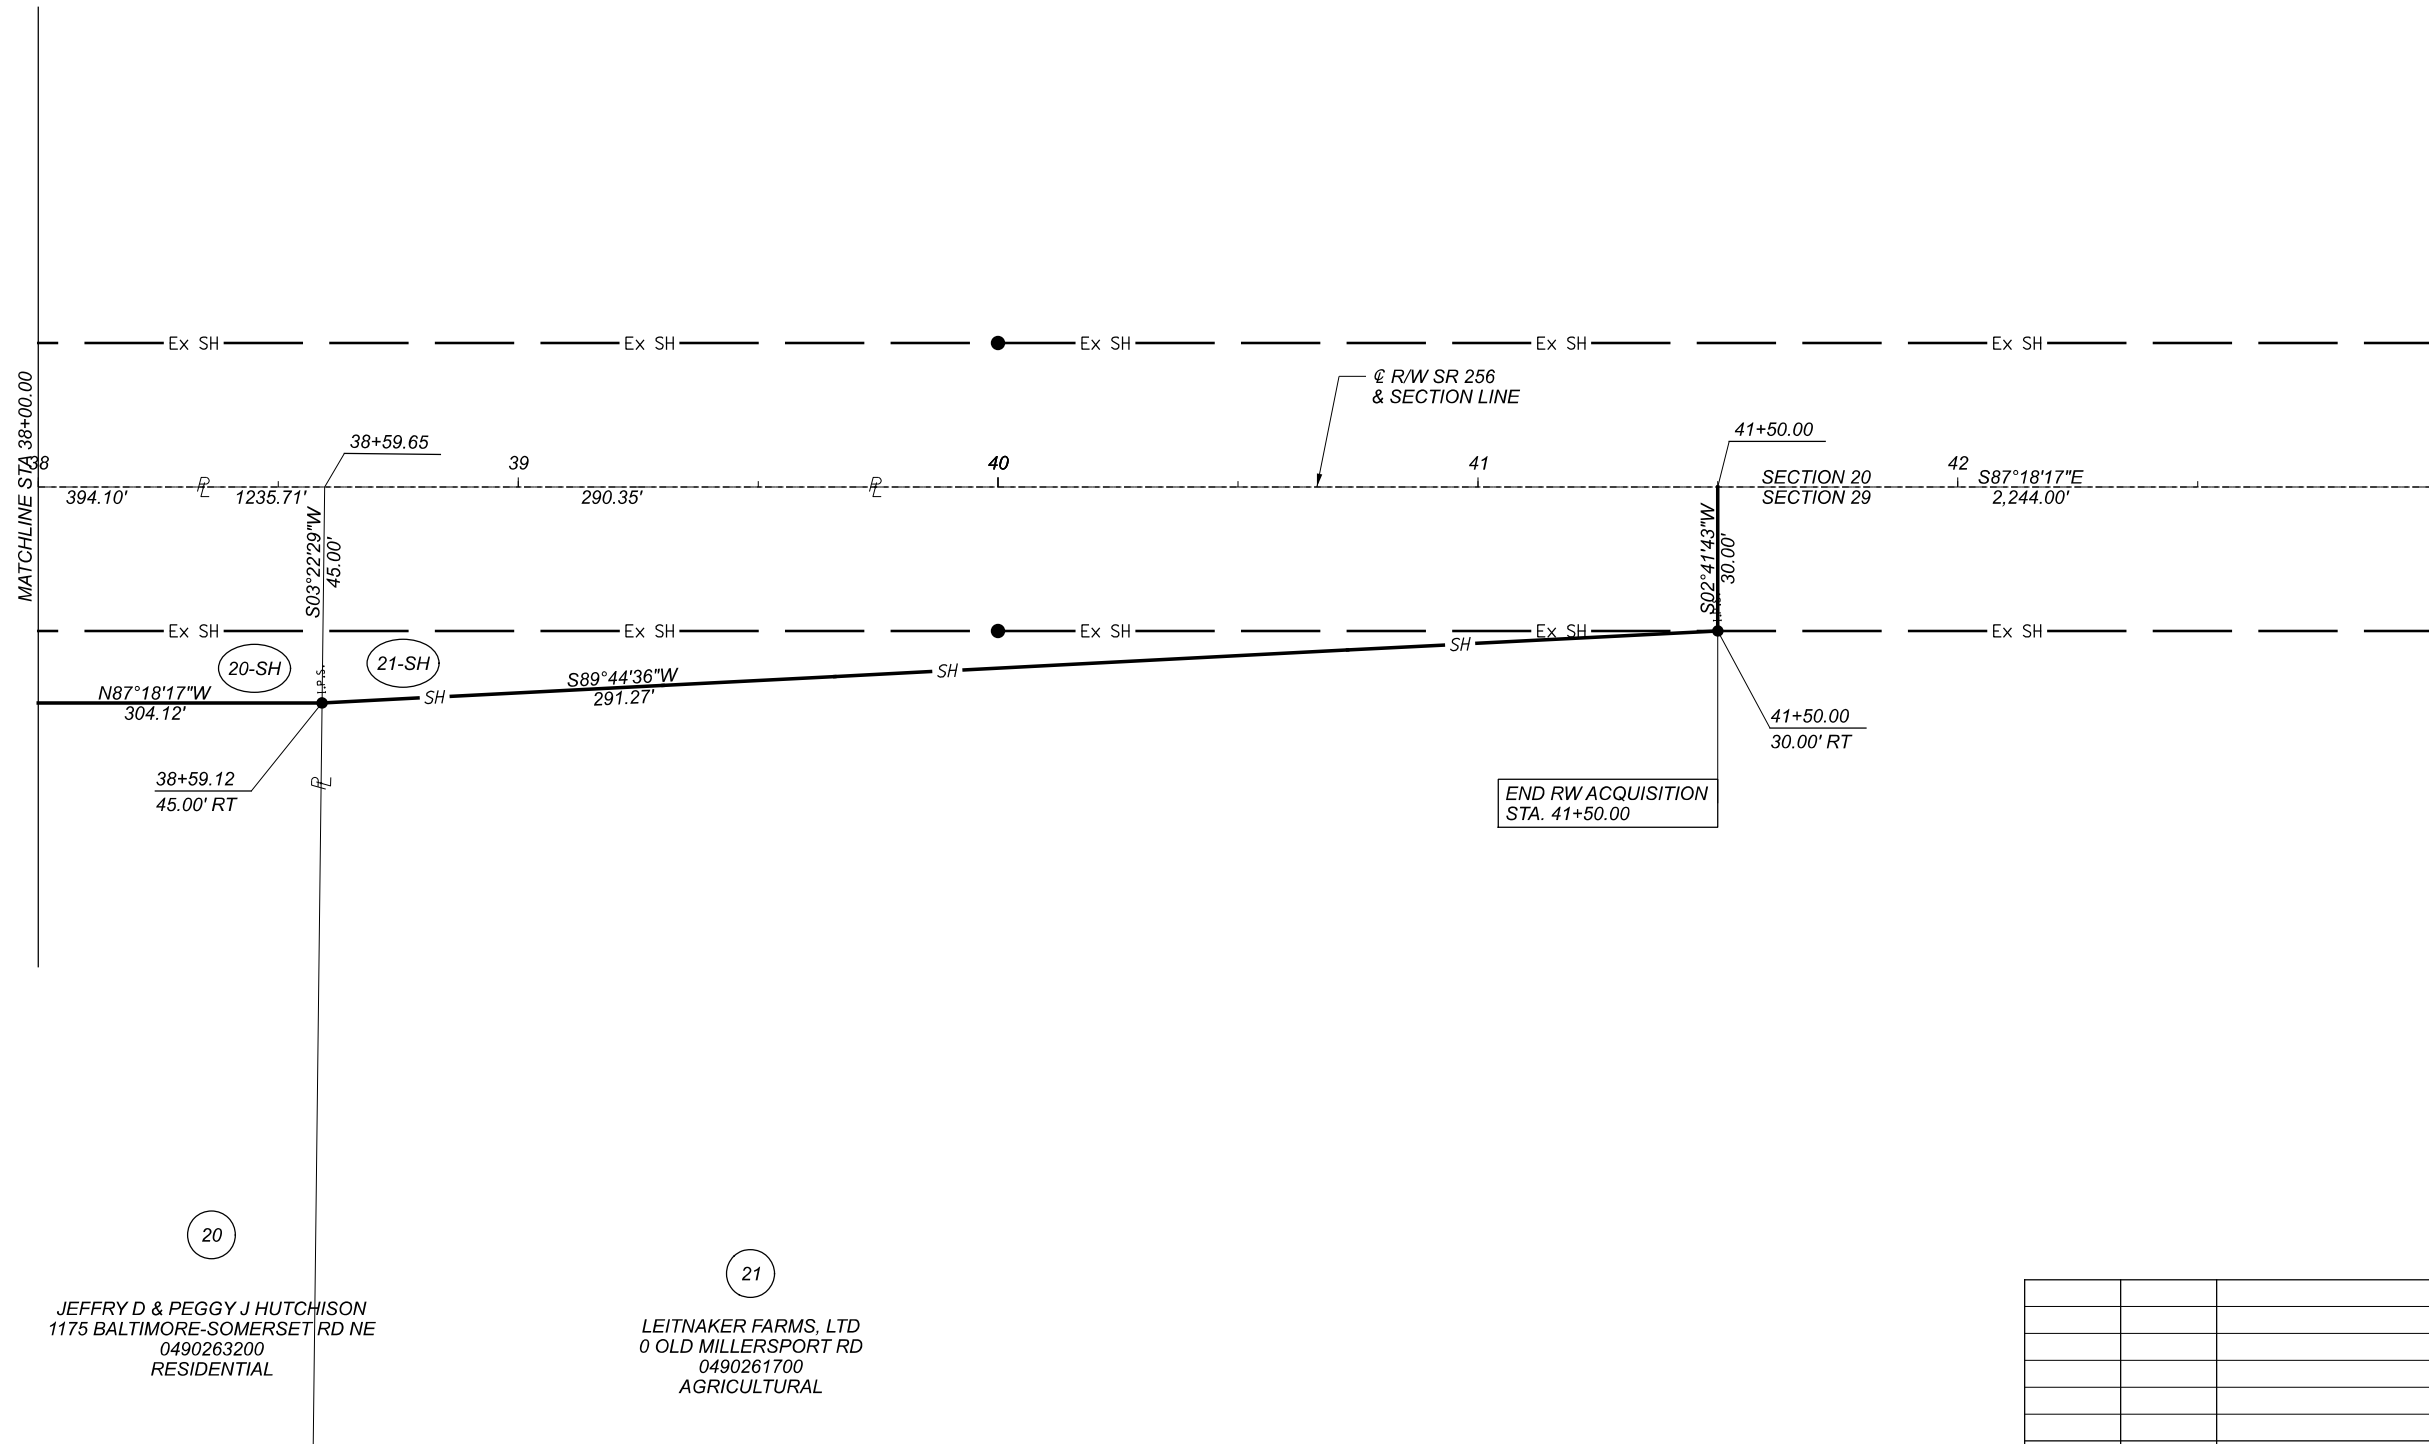 MATCHLINE STA 38+00.00
Ex SH
Ex SH
Ex SH
Ex SH
Ex SH
℄ R/W SR 256
& SECTION LINE
38+59.65
41+50.00
38
39
40
41
42
394.10'
1235.71'
290.35'
SECTION 20
SECTION 29
S87°18'17"E
2,244.00'
S03°22'29"W
45.00'
S02°41'43"W
30.00'
Ex SH
Ex SH
Ex SH
Ex SH
Ex SH
20-SH
21-SH
I.P.S.
N87°18'17"W
304.12'
S89°44'36"W
291.27'
SH
SH
SH
38+59.12
45.00' RT
41+50.00
30.00' RT
END RW ACQUISITION
STA. 41+50.00
20
JEFFRY D & PEGGY J HUTCHISON
1175 BALTIMORE-SOMERSET RD NE
0490263200
RESIDENTIAL
21
LEITNAKER FARMS, LTD
0 OLD MILLERSPORT RD
0490261700
AGRICULTURAL